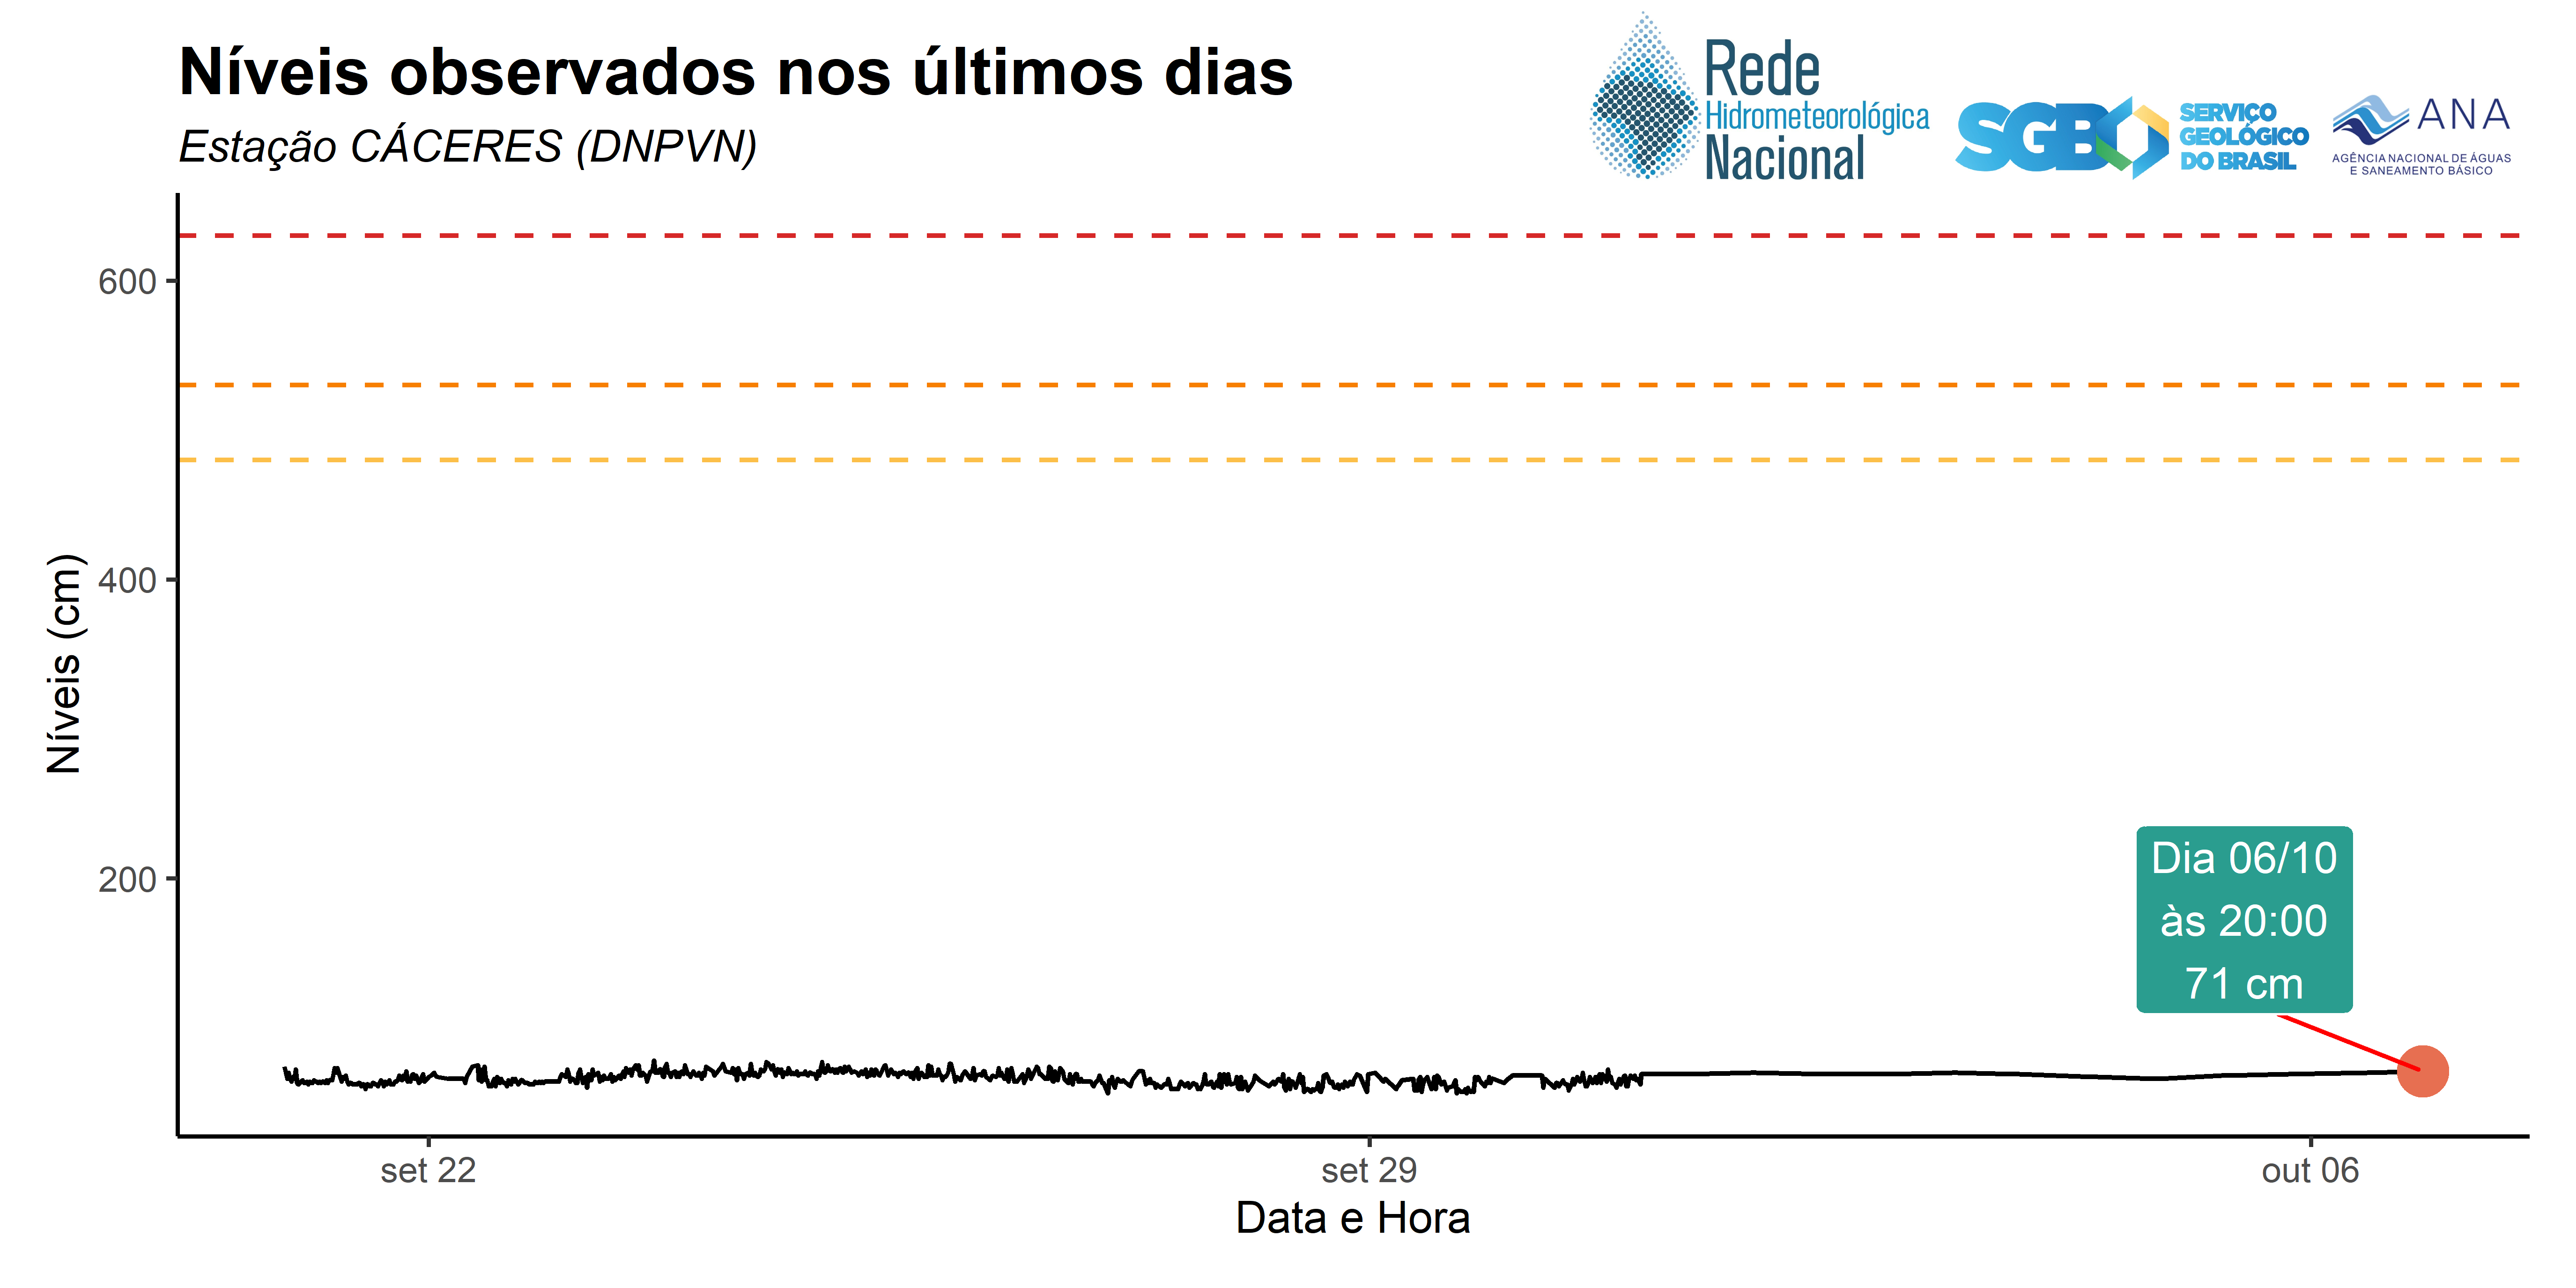 Níveis observados nos últimos dias
Estação CÁCERES (DNPVN)
Rede
Hidrometeorológica
Nacional
SGB
SERVIÇO
GEOLÓGICO
DO BRASIL
ANA
AGÊNCIA NACIONAL DE ÁGUAS
E SANEAMENTO BÁSICO
600
400
200
Níveis (cm)
Dia 06/10
às 20:00
71 cm
set 22
set 29
out 06
Data e Hora